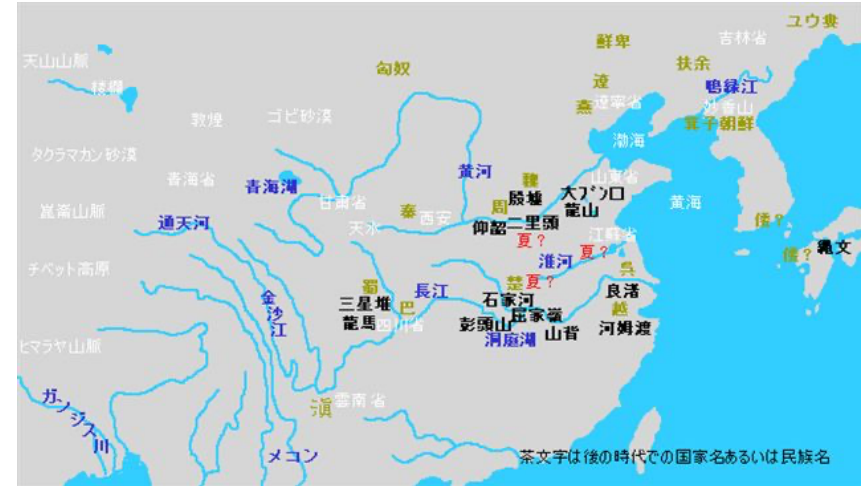 ユウ婁
吉林省
鮮卑
天山山脈
匈奴
扶余
遼
楼蘭
鴨緑江
燕
遼寧省
妙香山
敦煌
ゴビ砂漠
箕子朝鮮
渤海
タクラマカン砂漠
黄河
魏
山東省
青海省
青海湖
殷墟
大ブンロ
甘粛省
龍山
黄海
秦
周
崑崙山脈
西安
通天河
天水
仰韶
二里頭
倭?
夏?
江蘇省
夏?
倭?
縄文
淮河
チベット高原
呉
夏?
楚
蜀
長江
良渚
金沙江
三星堆
巴
石家河
越
龍馬
四川省
彭頭山
屈家嶺
山背
河姆渡
洞庭湖
ヒマラヤ山脈
ガンジス川
滇
雲南省
メコン
茶文字は後の時代での国家名あるいは民族名